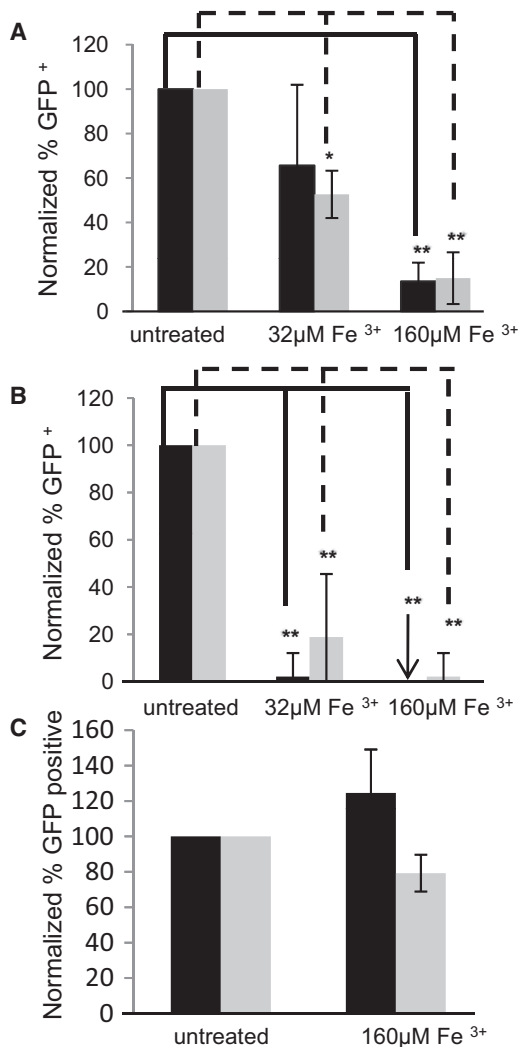 A
Normalized % GFP +
120
100
80
60
40
20
0
*
**
**
untreated
32µM Fe 3+
160µM Fe 3+
B
Normalized % GFP +
120
100
80
60
40
20
0
**
**
**
**
untreated
32µM Fe 3+
160µM Fe 3+
C
Normalized % GFP positive
160
140
120
100
80
60
40
20
0
untreated
160µM Fe 3+